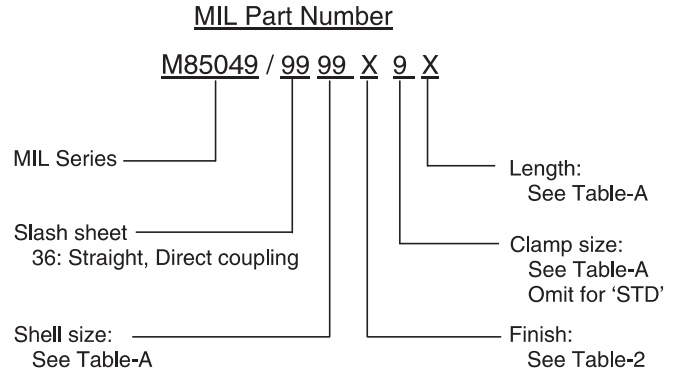 MIL Part Number
M85049 / 99 99 X 9 X
MIL Series
Slash sheet
36: Straight, Direct coupling
Shell size:
See Table-A
Length:
See Table-A
Clamp size:
See Table-A
Omit for ‘STD’
Finish:
See Table-2